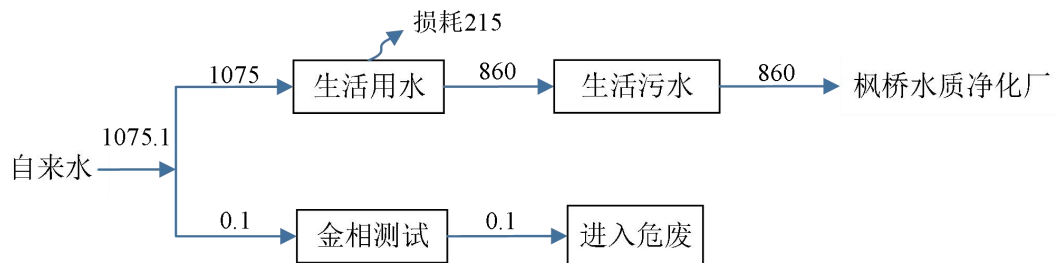 损耗215
1075
生活用水
860
生活污水
860
枫桥水质净化厂
1075.1
自来水
0.1
金相测试
0.1
进入危废